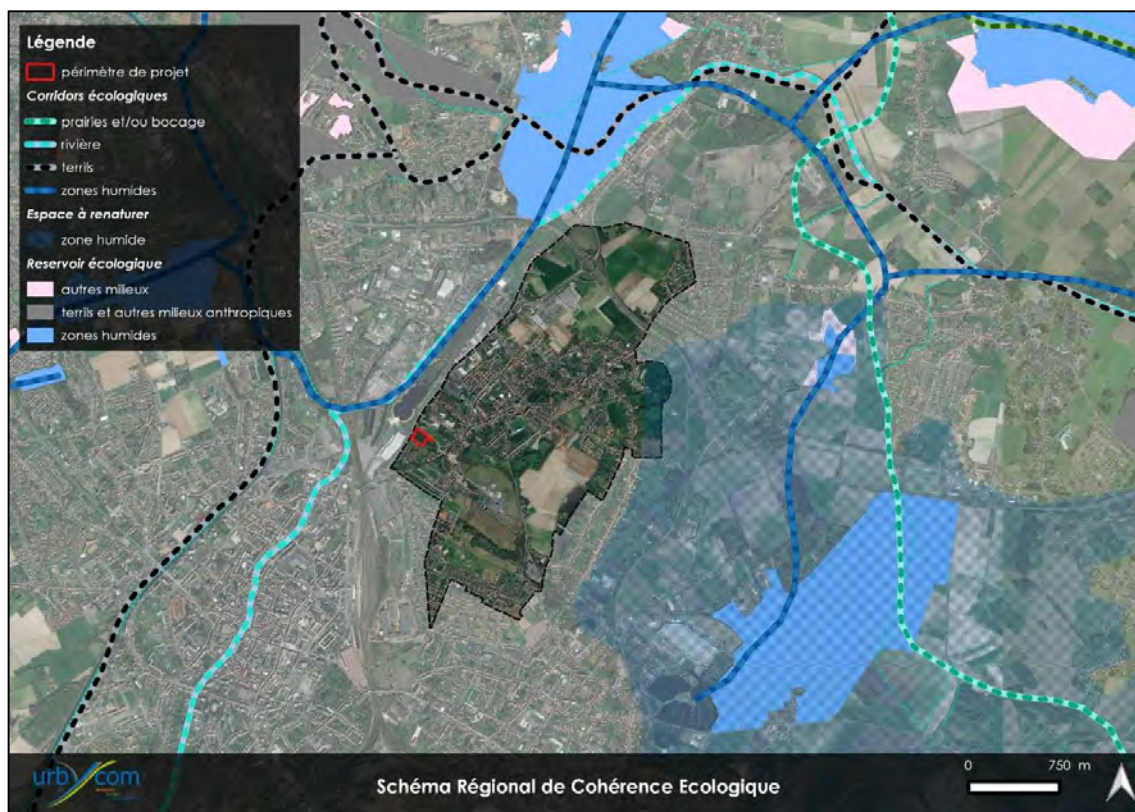 Légende
périmètre de projet
Corridors écologiques
prairies et/ou bocage
rivière
terrils
zones humides
Espace à renaturer
zone humide
Reservoir écologique
autres milieux
terrils et autres milieux anthropiques
zones humides
urbycom
Schéma Régional de Cohérence Ecologique
0 750 m